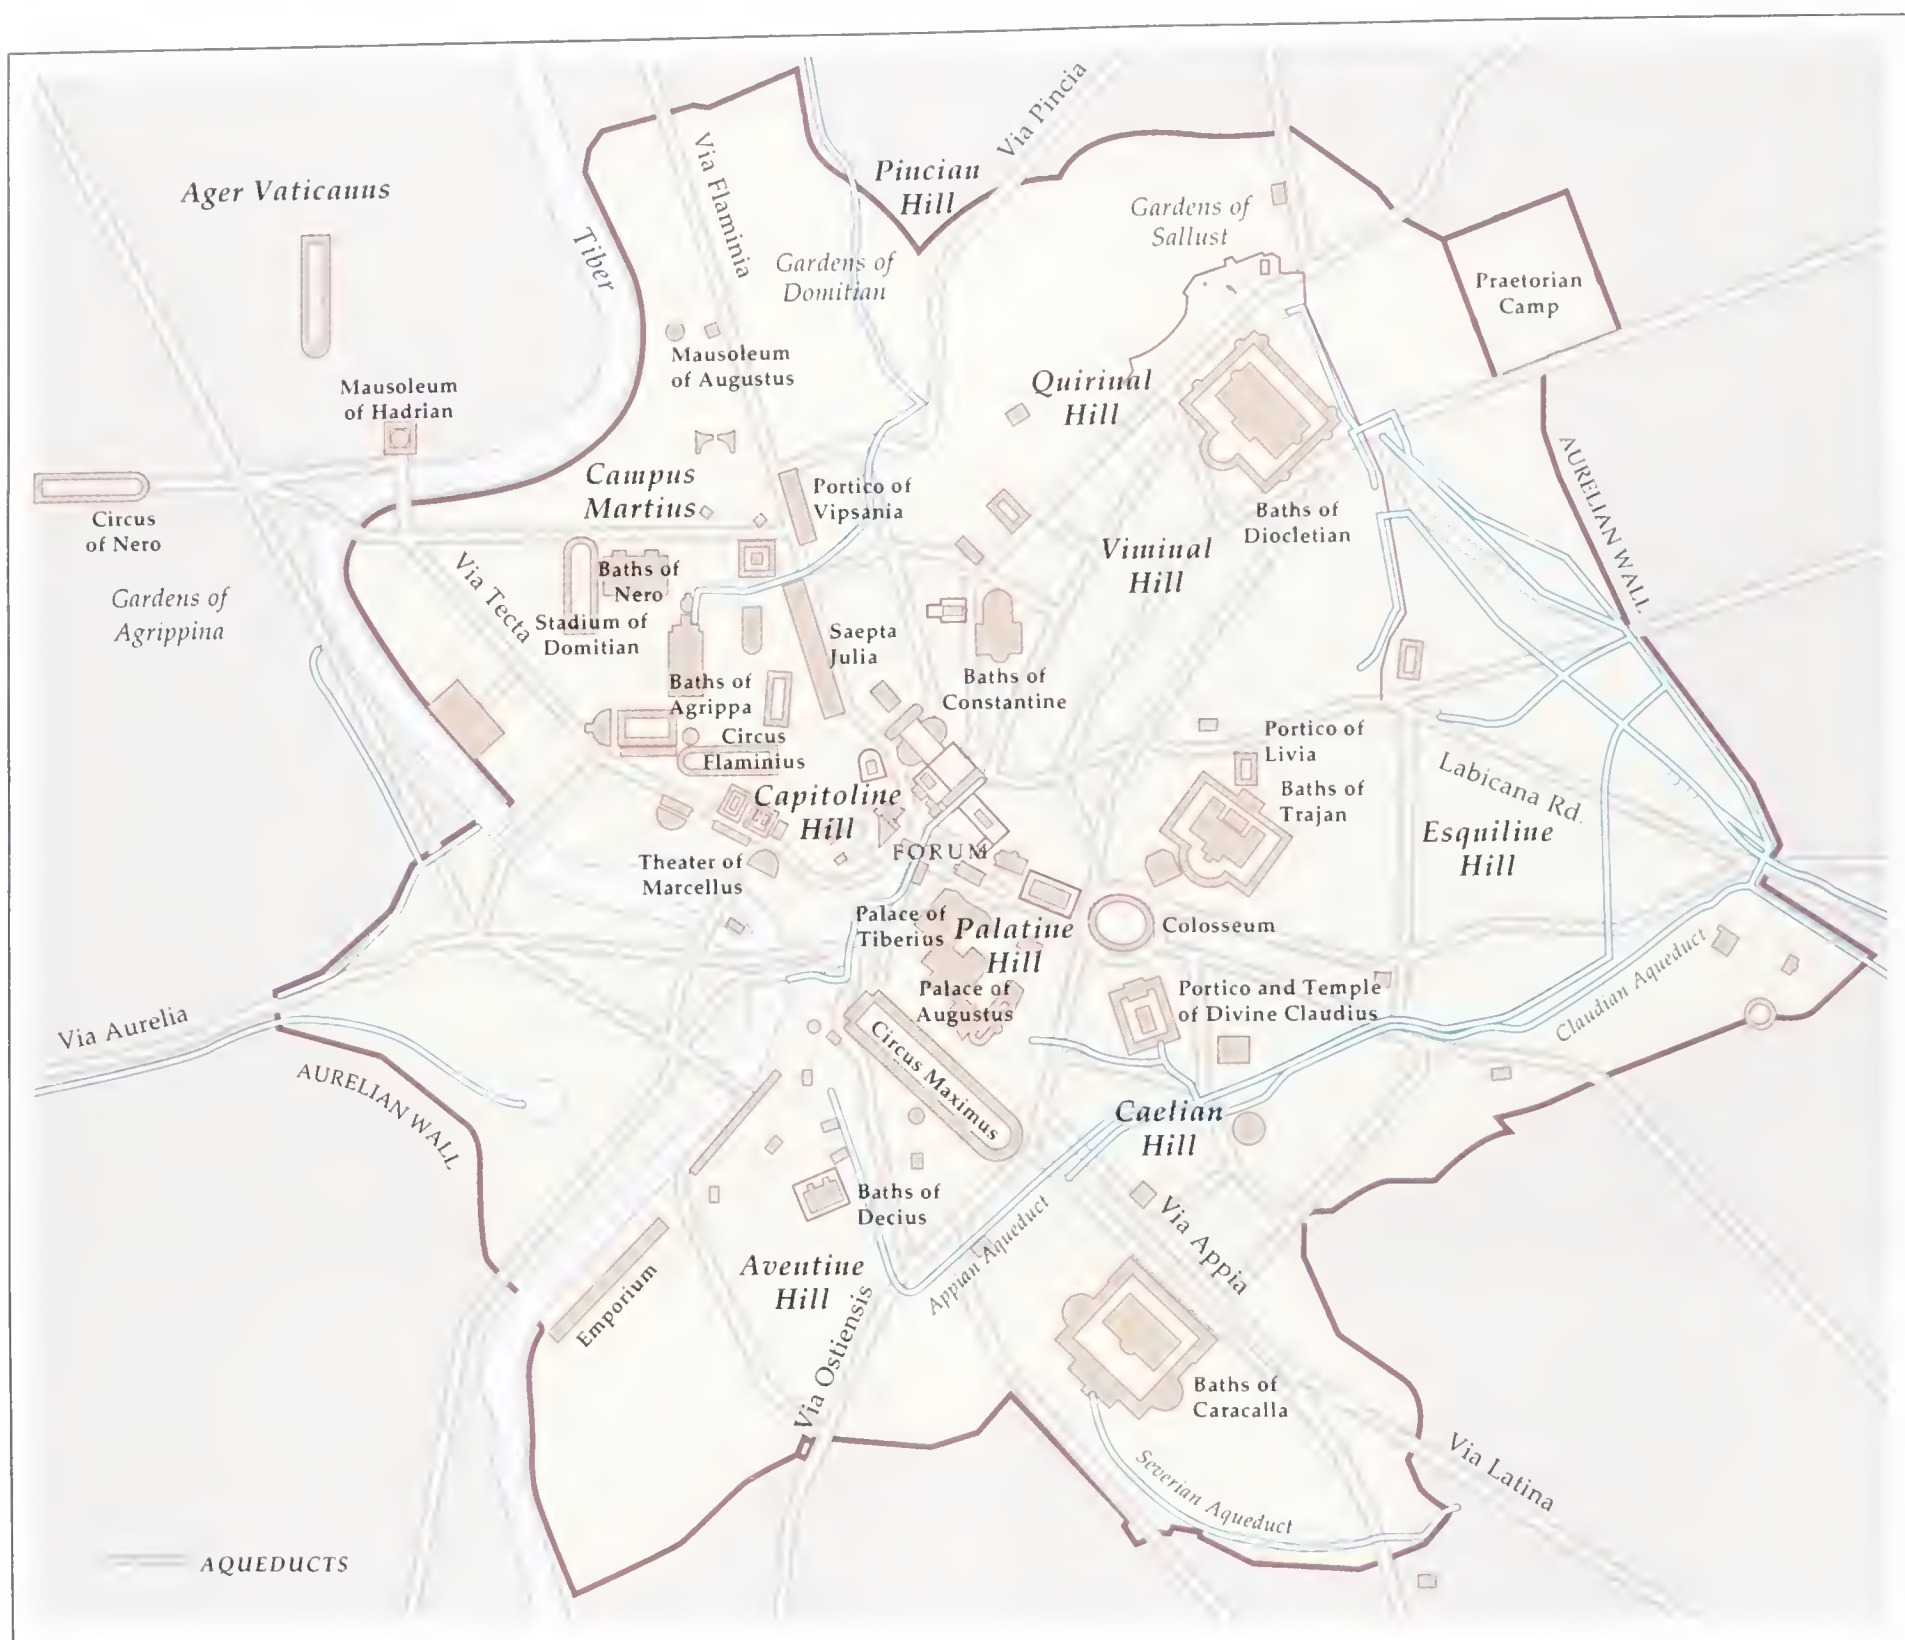 Ager Vaticanus
Tiber
Via Flaminia
Pincian
Hill
Via Pincia
Gardens of
Domitian
Gardens of
Sallust
Praetorian
Camp
Mausoleum
of Augustus
Mausoleum
of Hadrian
Quirinal
Hill
Circus
of Nero
Campus
Martius
Portico of
Vipsania
Baths of
Diocletian
AURELIAN WALL
Viminal
Hill
Gardens of
Agrippina
Via Tecta
Baths of
Nero
Stadium of
Domitian
Saepta
Julia
Baths of
Agrippa
Baths of
Constantine
Circus
Flaminius
Portico of
Livia
Baths of
Trajan
Labicana Rd.
Esquiline
Hill
Capitoline
Hill
FORUM
Theater of
Marcellus
Palace of
Tiberius
Palatine
Hill
Colosseum
Palace of
Augustus
Portico and Temple
of Divine Claudius
Claudian Aqueduct
Via Aurelia
AURELIAN WALL
Circus Maximus
Caelian
Hill
Baths of
Decius
Appian Aqueduct
Via Appia
Aventine
Hill
Emporium
Via Ostiensis
Baths of
Caracalla
Severian Aqueduct
Via Latina
AQUEDUCTS